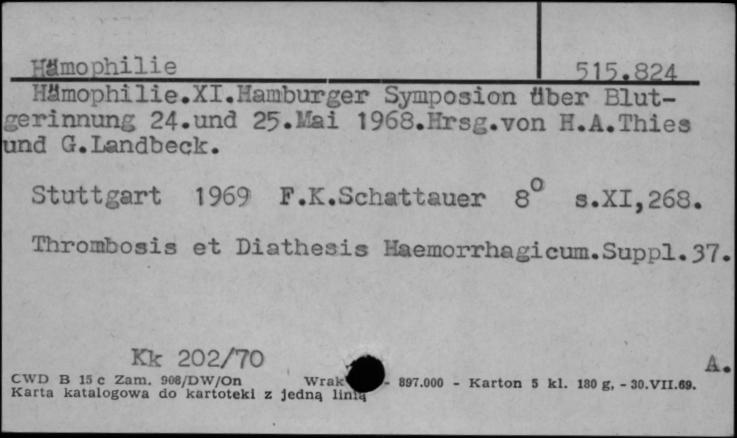 Hämophilie 515.824
Hämophilie.XI.Hamburger Symposion über Blut-
gerinnung 24.und 25.Mai 1968.Hrsg.von H.A.Thies
und G.Landbeck.
Stuttgart 1969 F.K.Schattauer 8° s.XI,268.
Thrombosis et Diathesis Haemorrhagicum.Suppl.37.
Kk 202/70 A.
CWD B 15 c Zam. 908/DW/On Wrak - 897.000 - Karton 5 kl. 180 g. - 30.VII.69.
Karta katalogowa do kartoteki z jedną linią